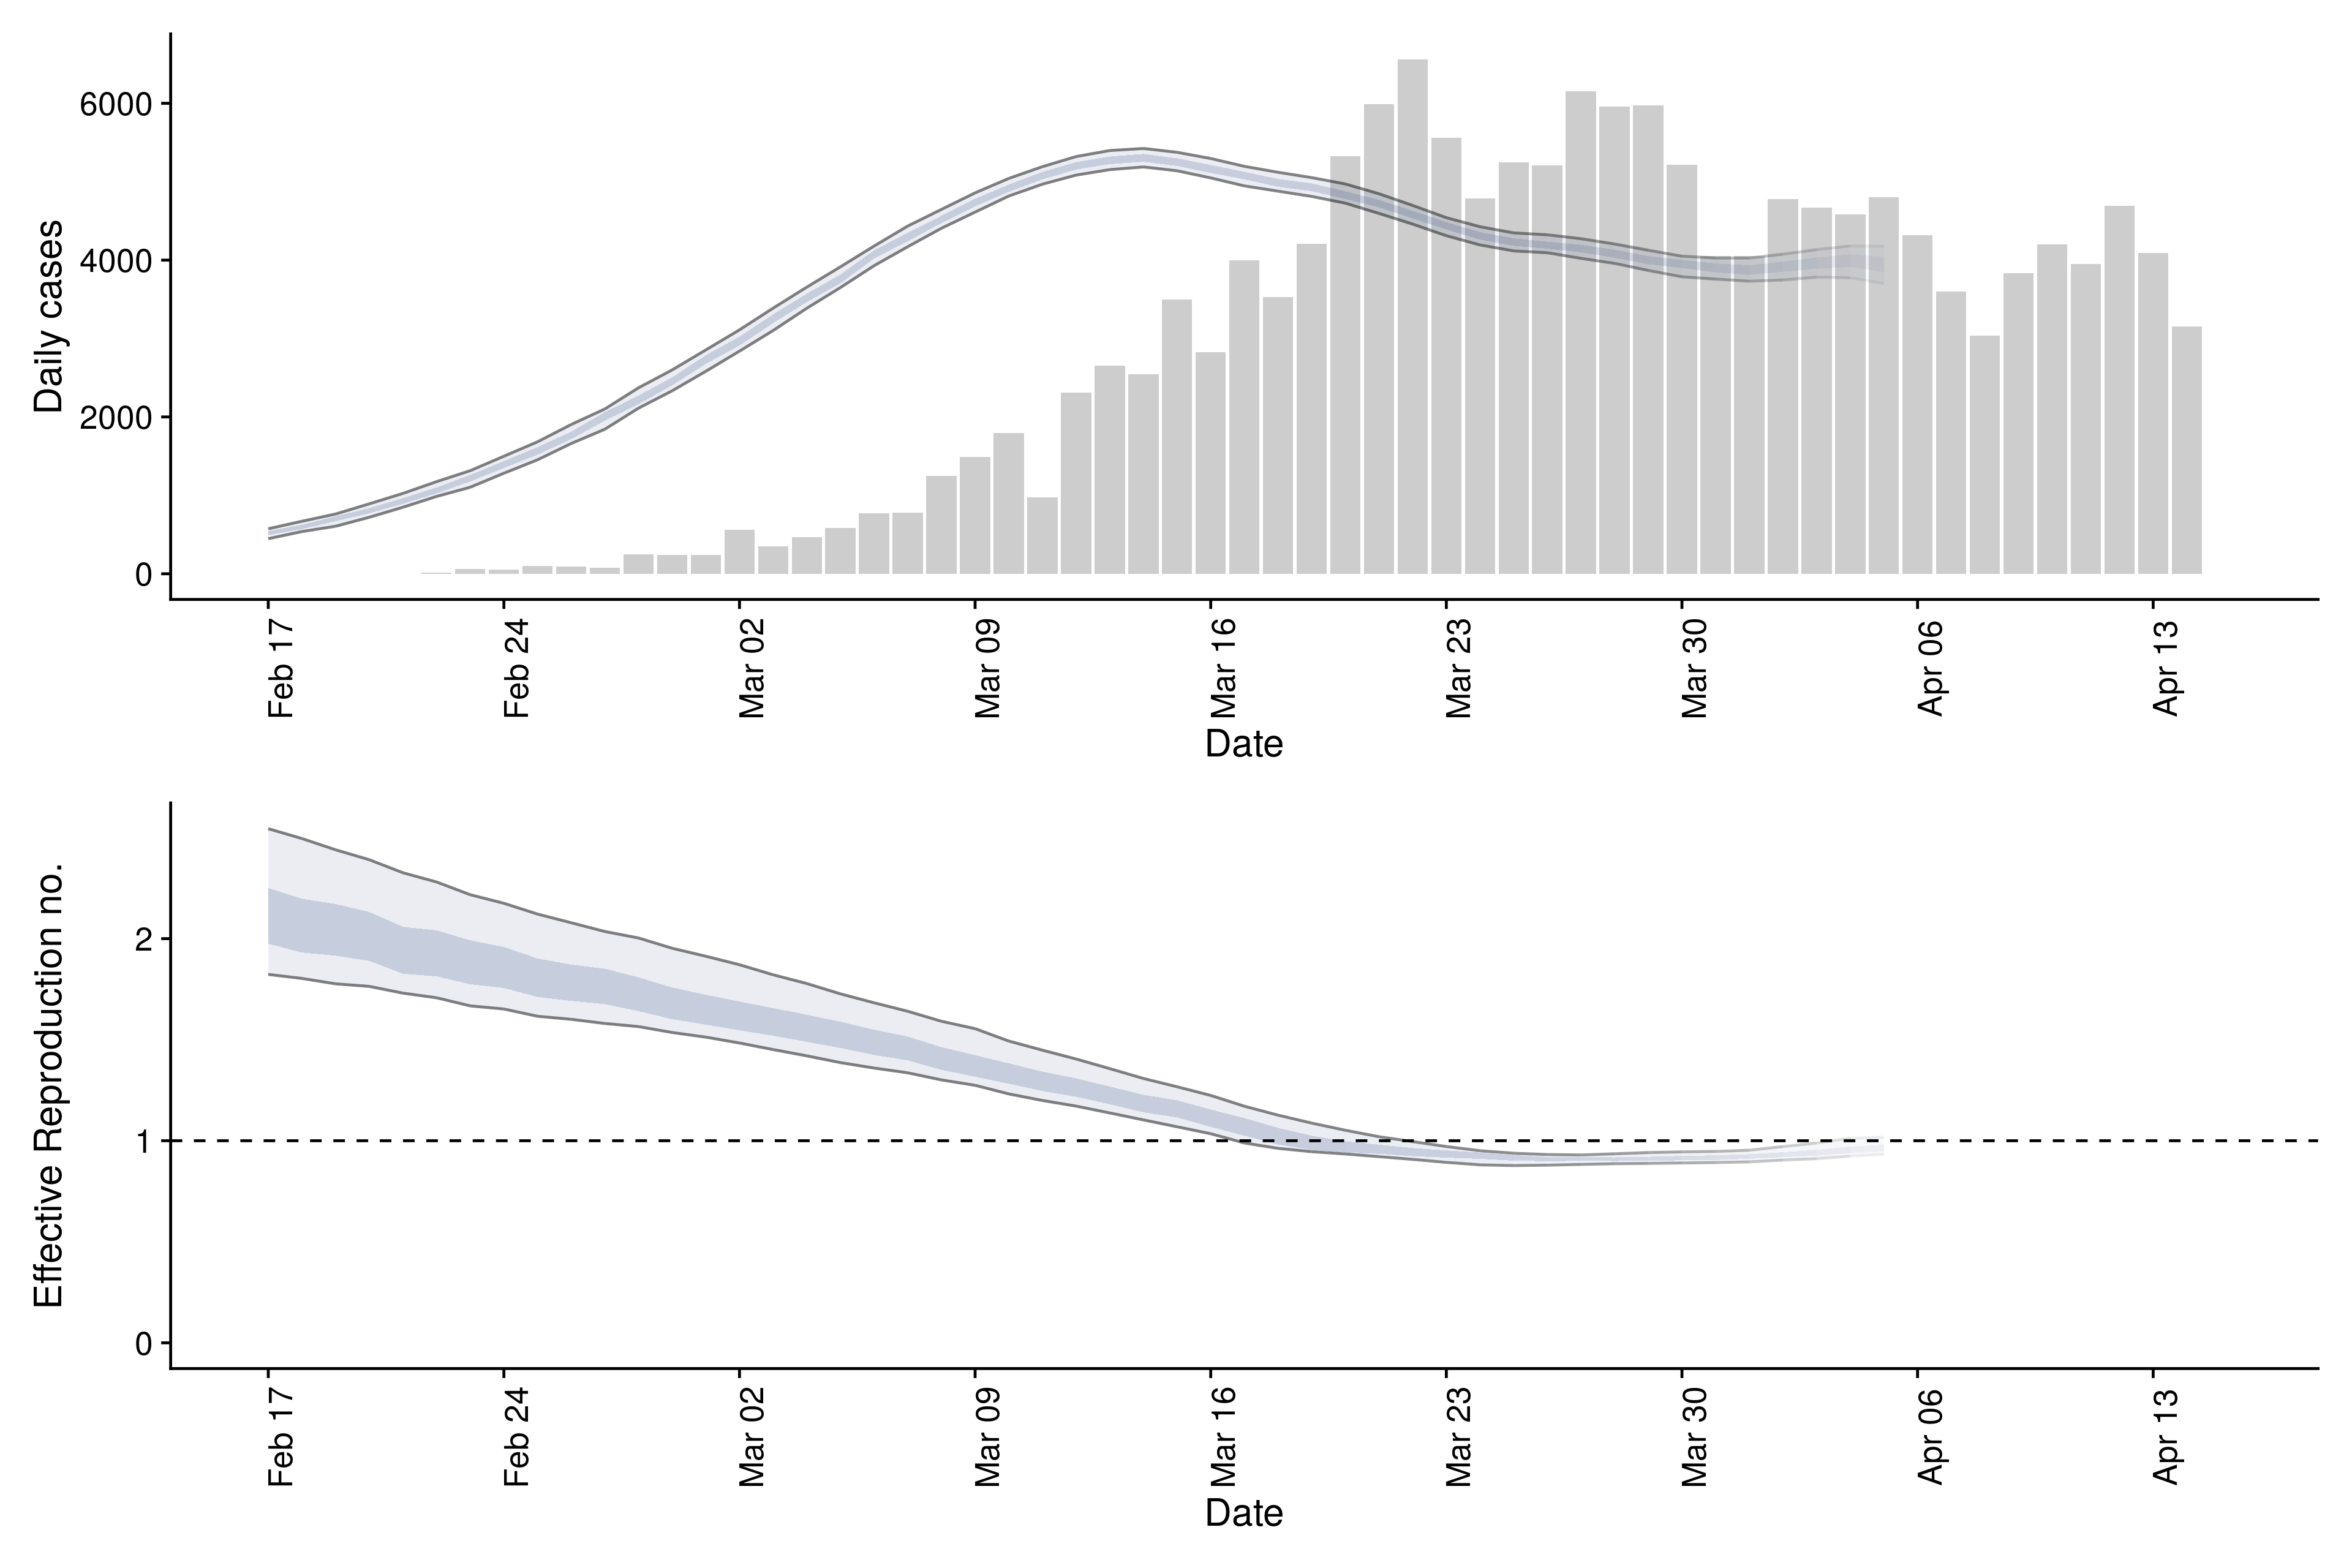 Daily cases
6000
4000
2000
0
Feb 17
Feb 24
Mar 02
Mar 09
Mar 16
Mar 23
Mar 30
Apr 06
Apr 13
Date
Effective Reproduction no.
2
1
0
Feb 17
Feb 24
Mar 02
Mar 09
Mar 16
Mar 23
Mar 30
Apr 06
Apr 13
Date